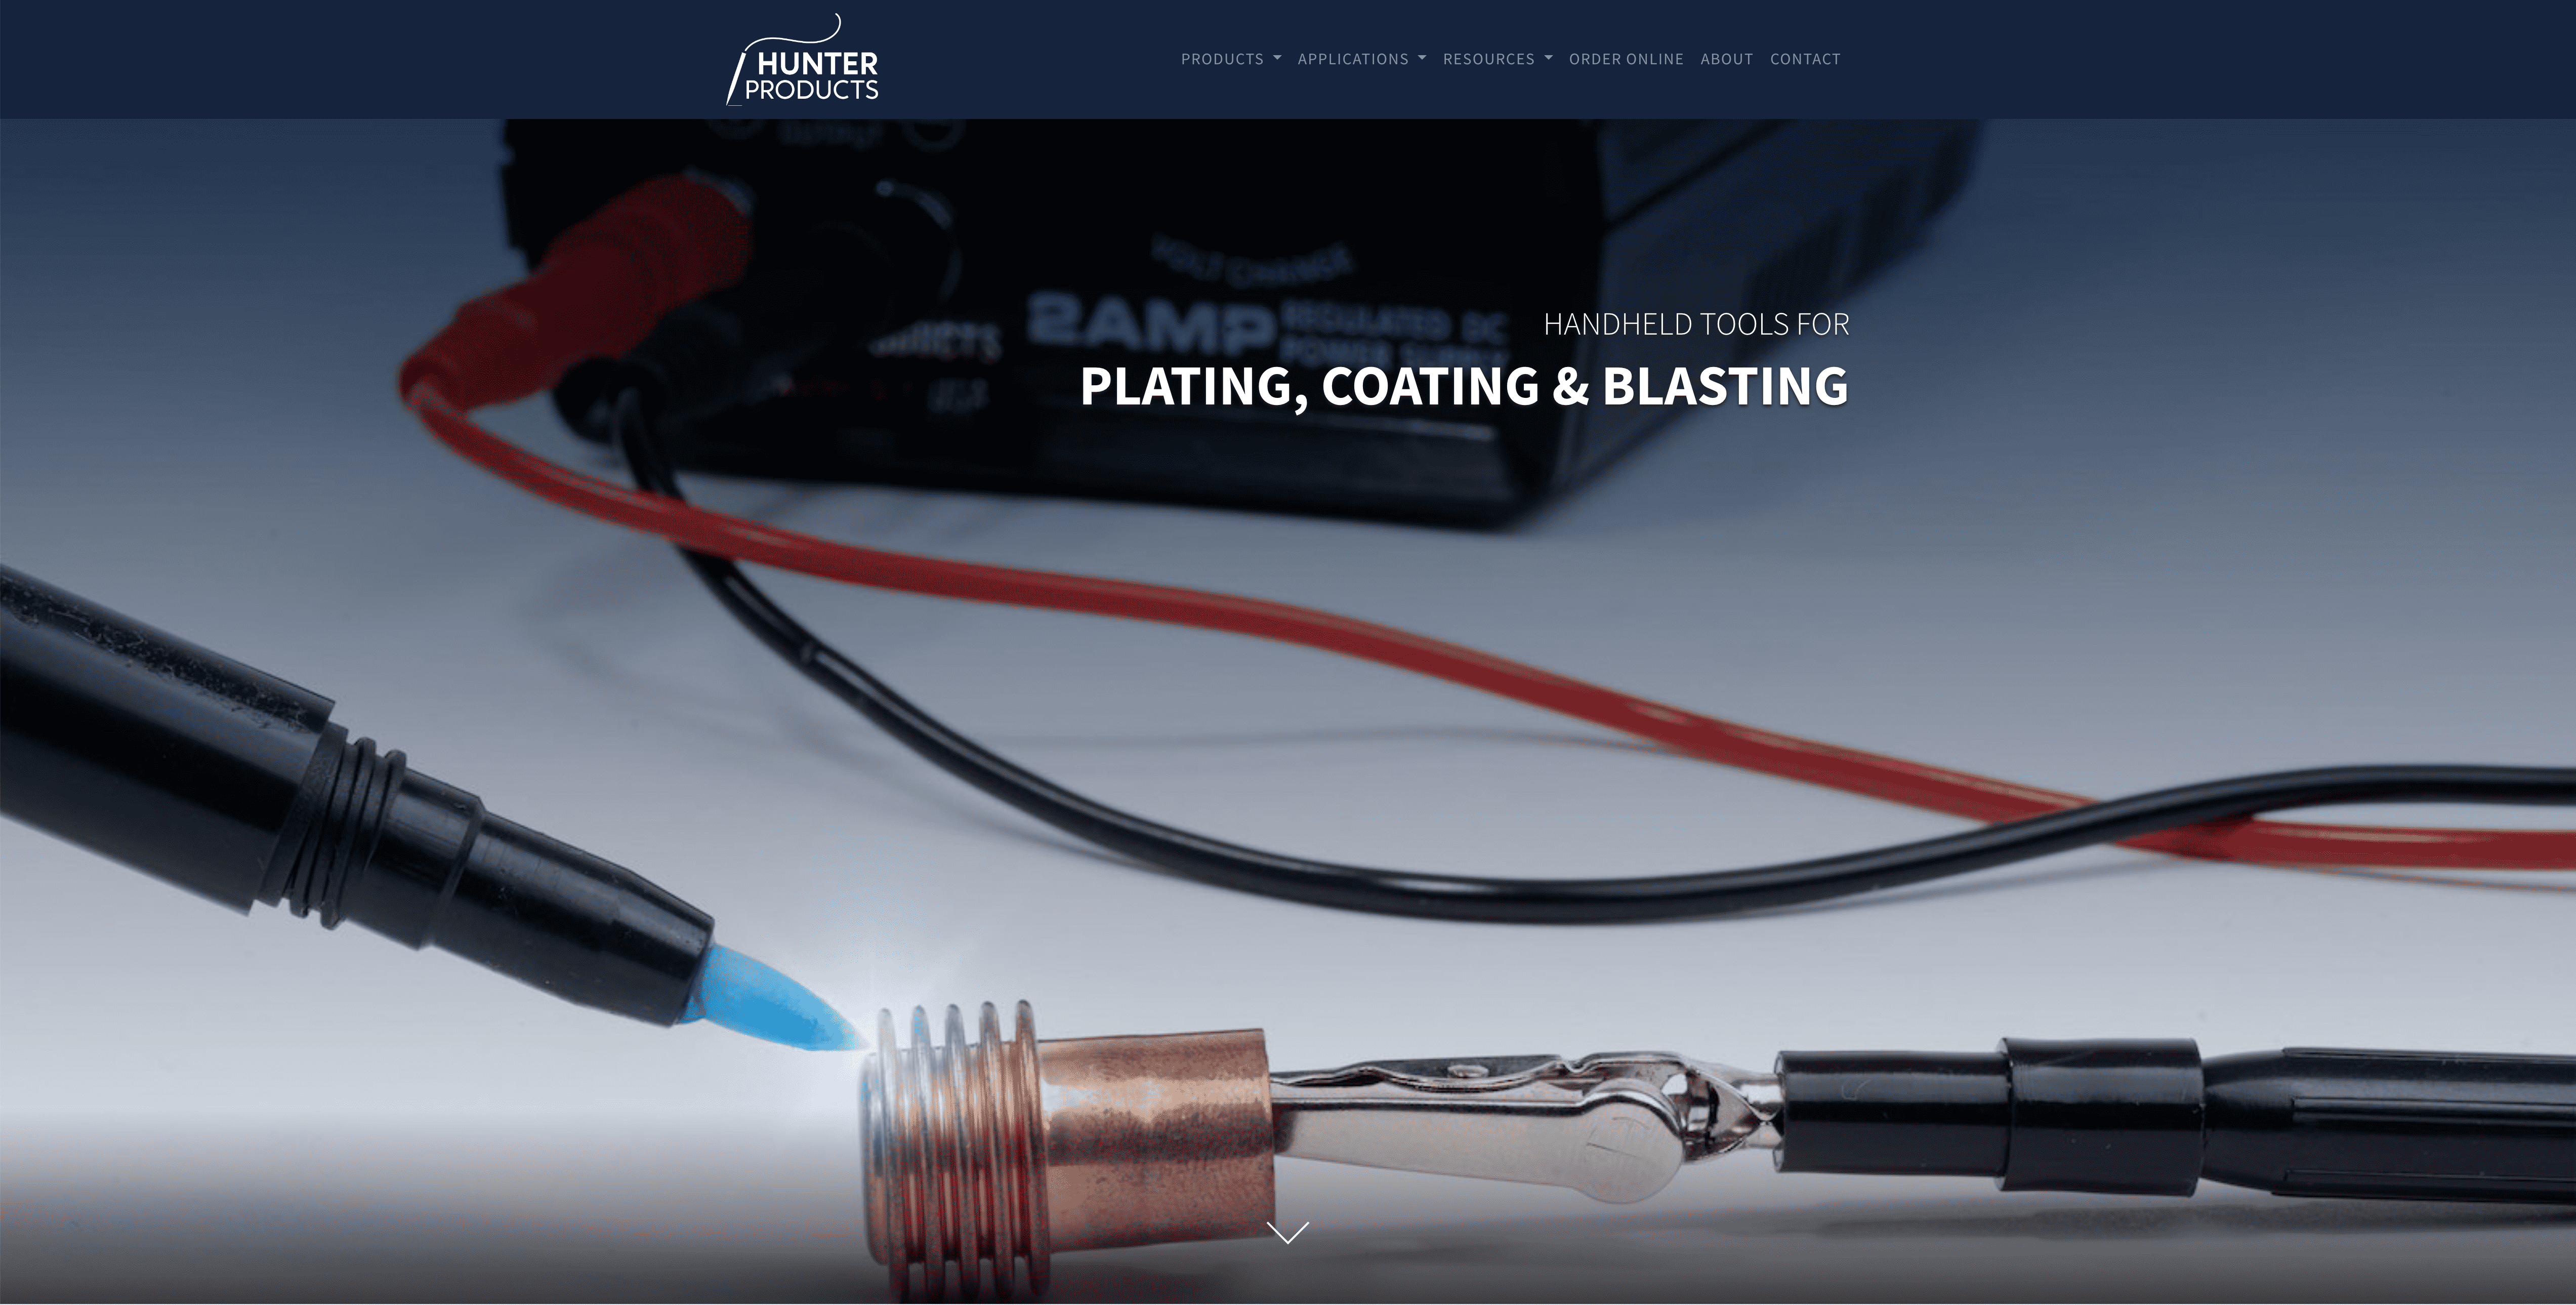 HUNTER
PRODUCTS
PRODUCTS
APPLICATIONS
RESOURCES
ORDER ONLINE
ABOUT
CONTACT
OUTPUT
VOLT CHANGE
2AMP
REGULATED DC
POWER SUPPLY
HANDHELD TOOLS FOR
PLATING, COATING & BLASTING